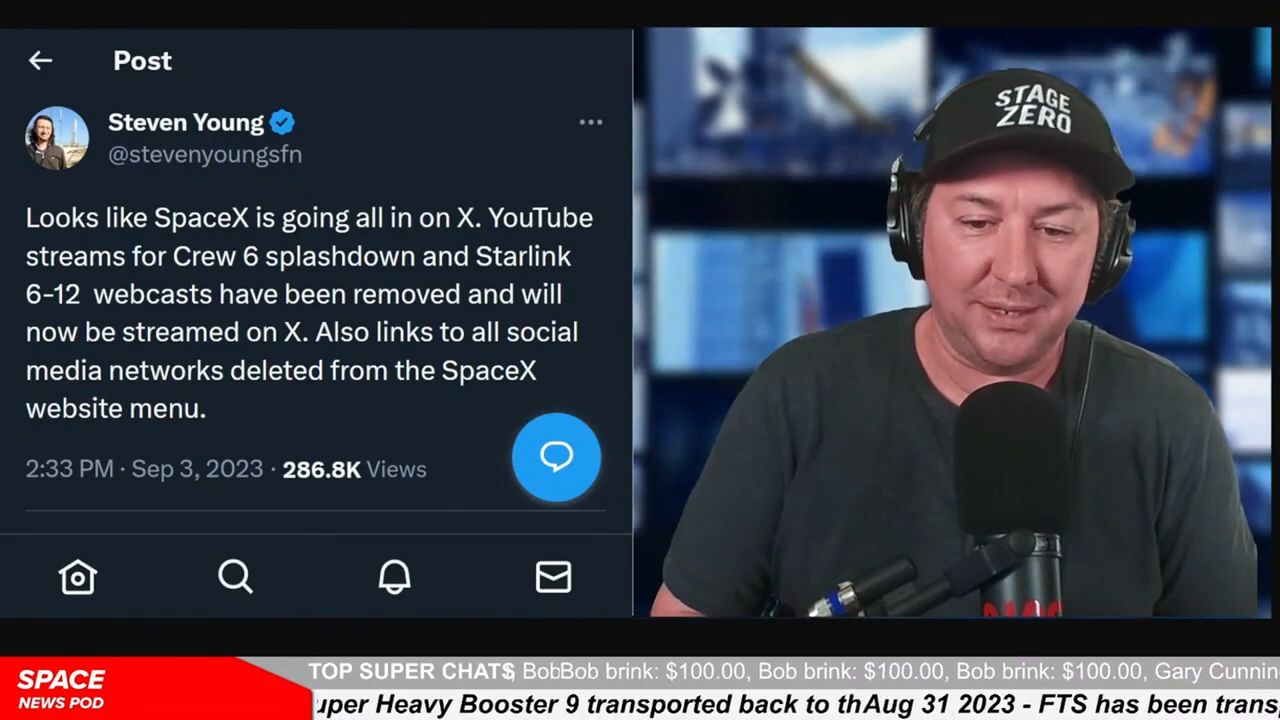 Post
Steven Young
@stevenyoungsfn
Looks like SpaceX is going all in on X. YouTube
streams for Crew 6 splashdown and Starlink
6-12 webcasts have been removed and will
now be streamed on X. Also links to all social
media networks deleted from the SpaceX
website menu.
2:33 PM · Sep 3, 2023 · 286.8K Views
STAGE
ZERO
SPACE
NEWS POD
TOP SUPER CHATS BobBob brink: $100.00, Bob brink: $100.00, Bob brink: $100.00, Gary Cunnin
uper Heavy Booster 9 transported back to thAug 31 2023 - FTS has been trans